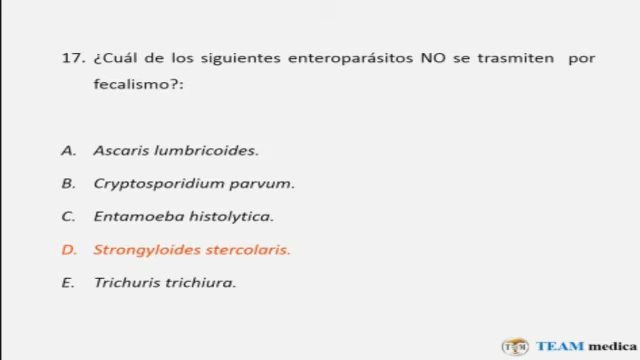 17. ¿Cuál de los siguientes enteroparásitos NO se trasmiten por
fecalismo?:
A. Ascaris lumbricoides.
B. Cryptosporidium parvum.
C. Entamoeba histolytica.
D. Strongyloides stercolaris.
E. Trichuris trichiura.
TM
TEAM medica